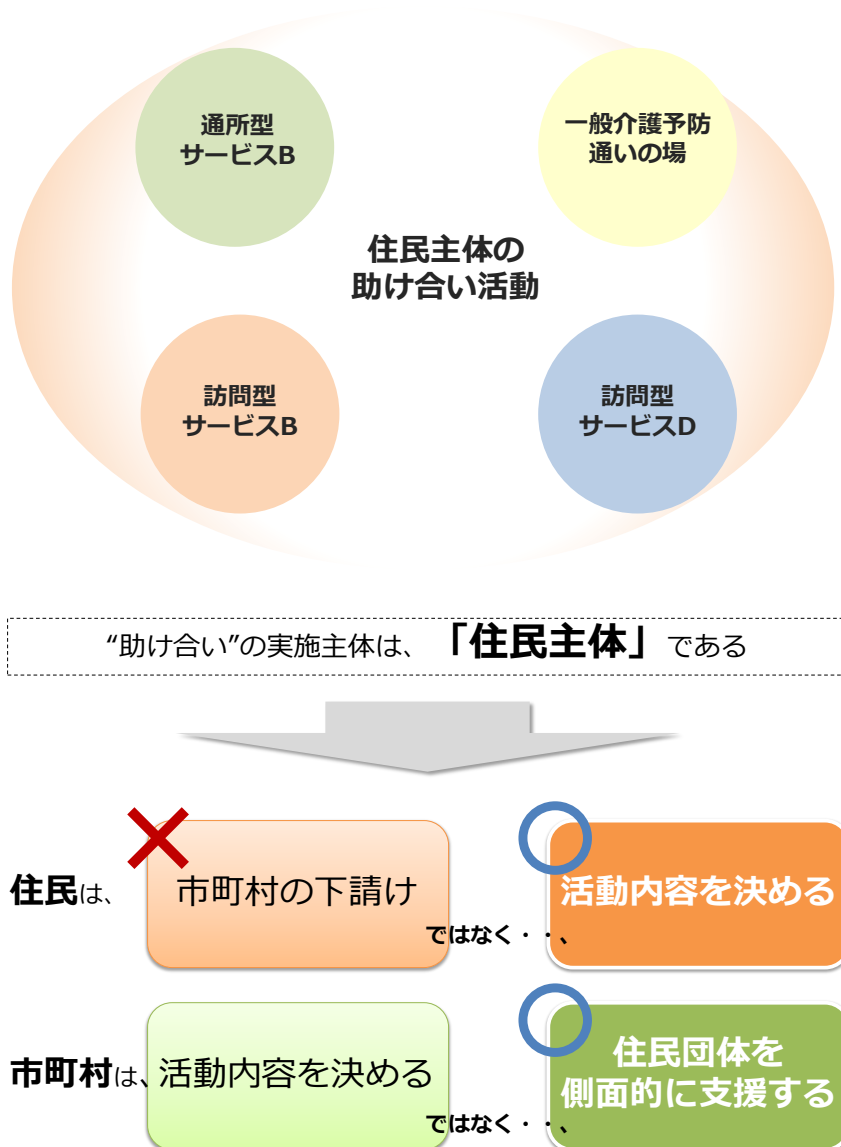 通所型
サービスB
一般介護予防
通いの場
住民主体の
助け合い活動
訪問型
サービスB
訪問型
サービスD
“助け合い”の実施主体は、「住民主体」である
住民は、
市町村の下請け
ではなく・・、
活動内容を決める
市町村は、
活動内容を決める
ではなく・・、
住民団体を
側面的に支援する